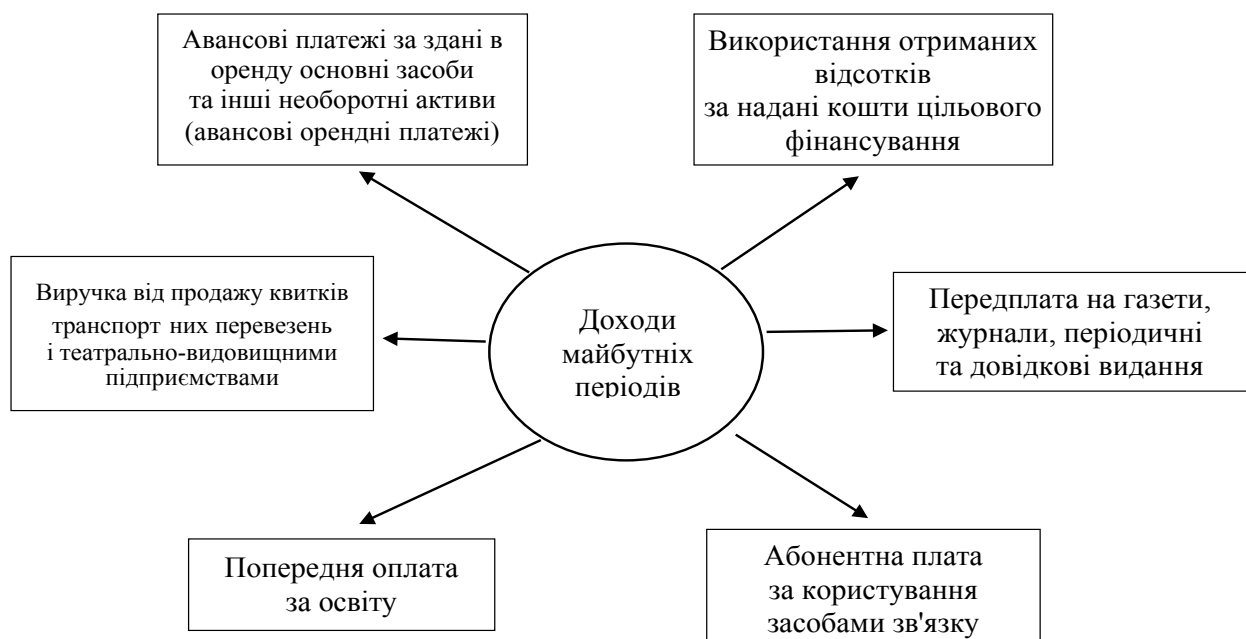 Авансові платежі за здані в
оренду основні засоби
та інші необоротні активи
(авансові орендні платежі)
Використання отриманих
відсотків
за надані кошти цільового
фінансування
Виручка від продажу квитків
транспорт них перевезень
і театрально-видовищними
підприємствами
Доходи
майбутніх
періодів
Передплата на газети,
журнали, періодичні
та довідкові видання
Попередня оплата
за освіту
Абонентна плата
за користування
засобами зв'язку